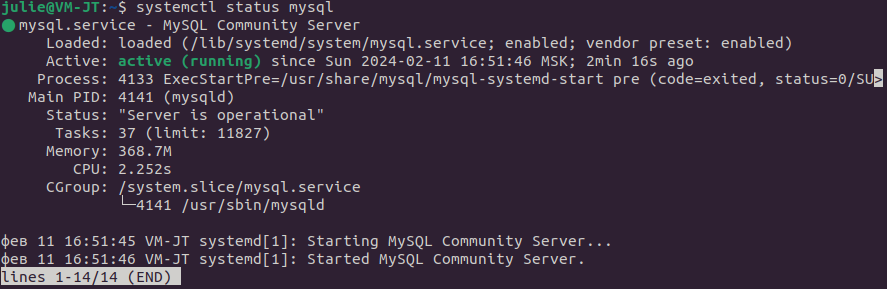 julie@VM-JT:~$ systemctl status mysql
● mysql.service - MySQL Community Server
     Loaded: loaded (/lib/systemd/system/mysql.service; enabled; vendor preset: enabled)
     Active: active (running) since Sun 2024-02-11 16:51:46 MSK; 2min 16s ago
    Process: 4133 ExecStartPre=/usr/share/mysql/mysql-systemd-start pre (code=exited, status=0/SU>
   Main PID: 4141 (mysqld)
     Status: "Server is operational"
      Tasks: 37 (limit: 11827)
     Memory: 368.7M
        CPU: 2.252s
     CGroup: /system.slice/mysql.service
             └─4141 /usr/sbin/mysqld

фев 11 16:51:45 VM-JT systemd[1]: Starting MySQL Community Server...
фев 11 16:51:46 VM-JT systemd[1]: Started MySQL Community Server.
lines 1-14/14 (END)